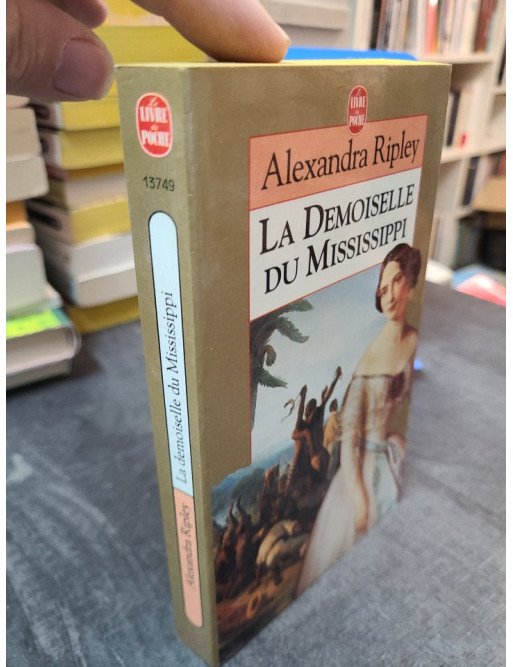 Le
LIVRE
de
POCHE
13749
La demoiselle du Mississippi
Alexandra Ripley
Le
LIVRE
de
POCHE
Alexandra Ripley
LA DEMOISELLE
DU MISSISSIPPI